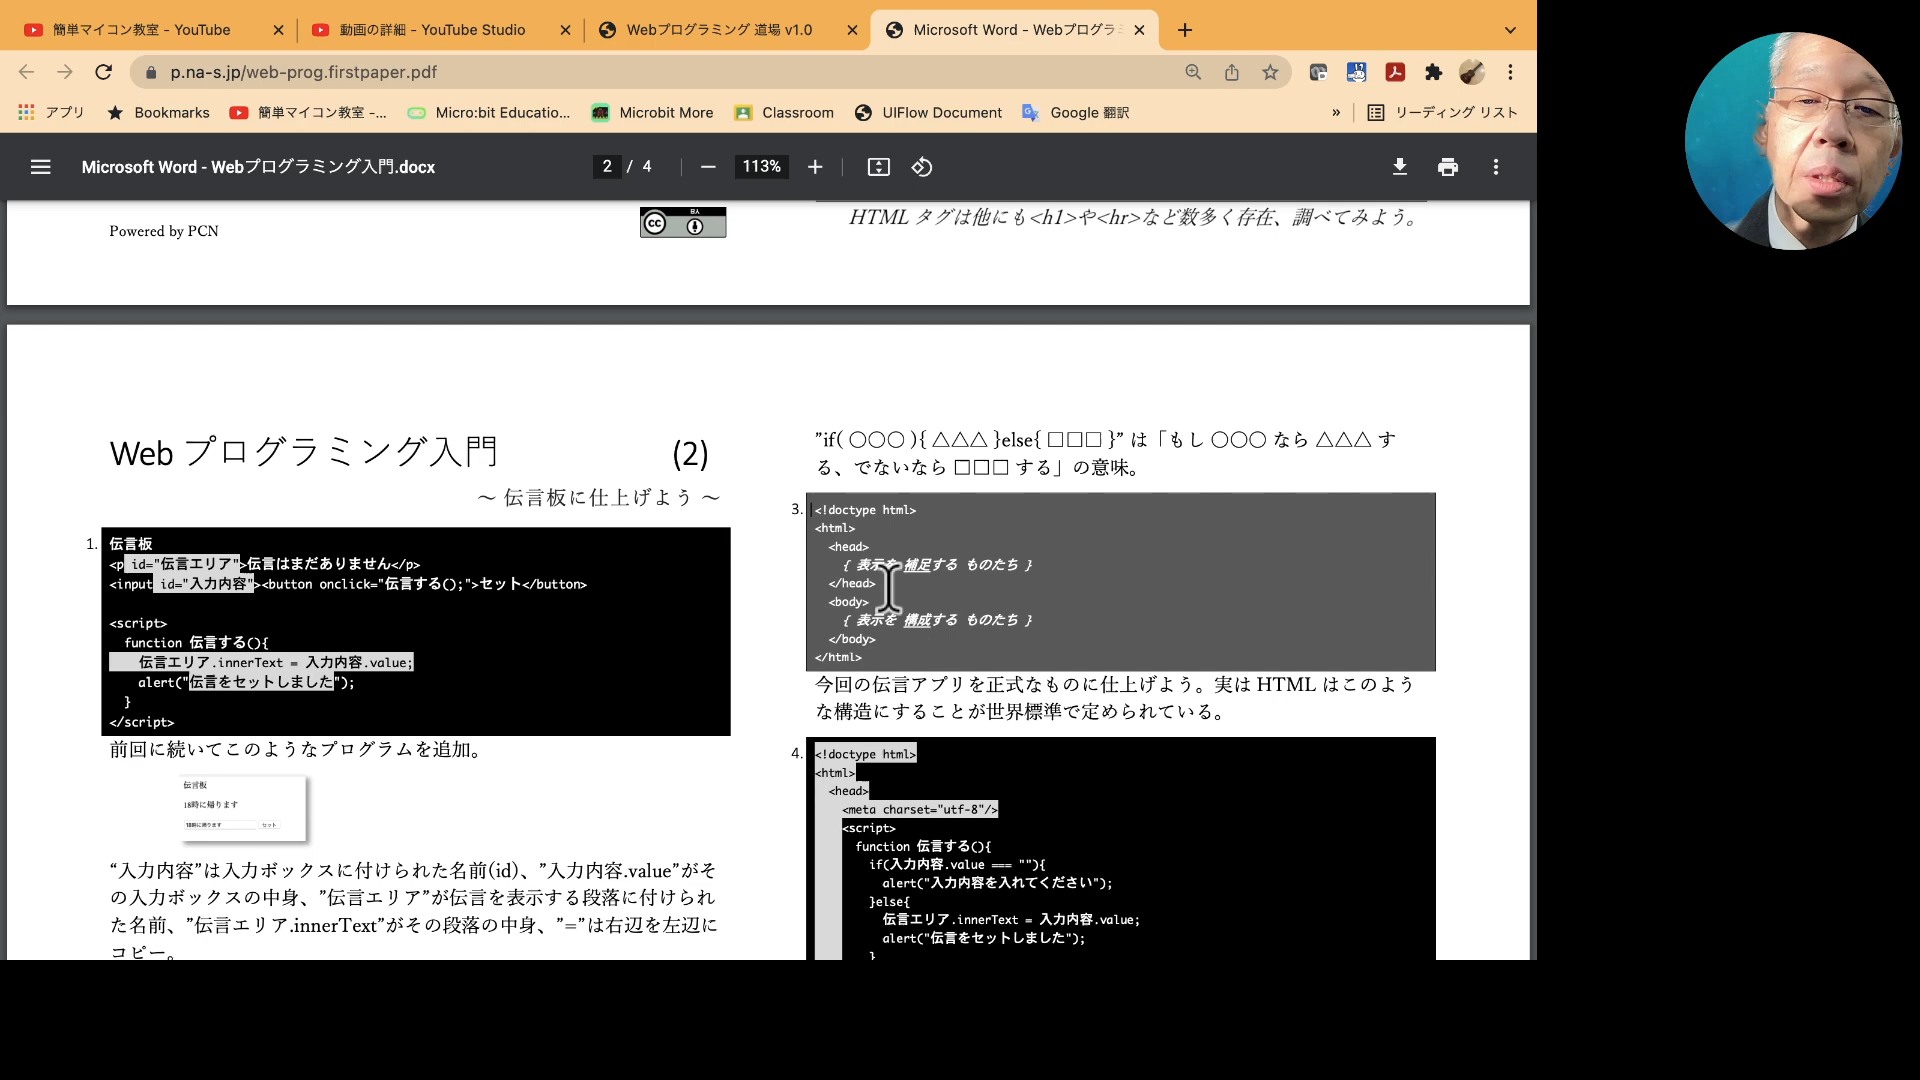 簡単マイコン教室 - YouTube
動画の詳細 - YouTube Studio
Webプログラミング 道場 v1.0
Microsoft Word - Webプログラミ
p.na-s.jp/web-prog.firstpaper.pdf
アプリ
Bookmarks
簡単マイコン教室 -...
Micro:bit Educatio...
Microbit More
Classroom
UIFlow Document
Google 翻訳
»
リーディング リスト
Microsoft Word - Webプログラミング入門.docx
2 / 4
113%
Powered by PCN
cc
HTML タグは他にも<h1>や<hr>など数多く存在、調べてみよう。
Web プログラミング入門 (2)
～ 伝言板に仕上げよう ～
1.
伝言板
<p id="伝言エリア">伝言はまだありません</p>
<input id="入力内容"><button onclick="伝言する();">セット</button>
<script>
function 伝言する(){
伝言エリア.innerText = 入力内容.value;
alert("伝言をセットしました");
}
</script>
前回に続いてこのようなプログラムを追加。
伝言板
18時に帰ります
18時に帰ります セット
“入力内容”は入力ボックスに付けられた名前(id)、”入力内容.value”がそ
の入力ボックスの中身、”伝言エリア”が伝言を表示する段落に付けられ
た名前、”伝言エリア.innerText”がその段落の中身、”=”は右辺を左辺に
コピー。
”if( ○○○ ){ △△△ }else{ □□□ }” は「もし ○○○ なら △△△ す
る、でないなら □□□ する」の意味。
3.
<!doctype html>
<html>
<head>
{ 表示を 補足する ものたち }
</head>
<body>
{ 表示を 構成する ものたち }
</body>
</html>
今回の伝言アプリを正式なものに仕上げよう。実は HTML はこのよう
な構造にすることが世界標準で定められている。
4.
<!doctype html>
<html>
<head>
<meta charset="utf-8"/>
<script>
function 伝言する(){
if(入力内容.value === ""){
alert("入力内容を入れてください");
}else{
伝言エリア.innerText = 入力内容.value;
alert("伝言をセットしました");
}